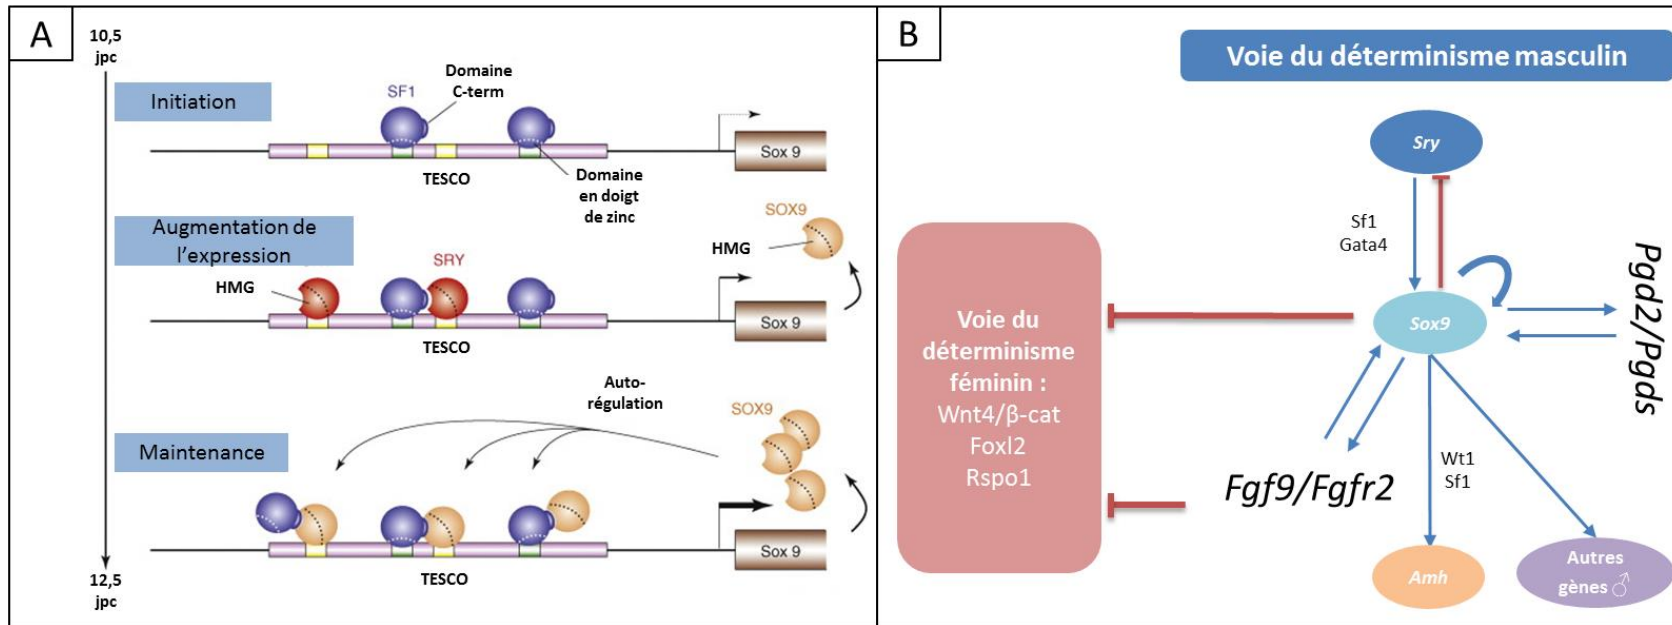 A
10,5
jpc
Initiation
SF1
Domaine
C-term
TESCO
Domaine
en doigt
de zinc
Sox 9
Augmentation de
l'expression
HMG
SRY
TESCO
SOX9
HMG
Sox 9
Maintenance
Auto-
régulation
SOX9
TESCO
Sox 9
12,5
jpc
B
Voie du déterminisme masculin
Sry
Sf1
Gata4
Sox9
Pgd2/Pgds
Voie du
déterminisme
féminin :
Wnt4/β-cat
Foxl2
Rspo1
Fgf9/Fgfr2
Wt1
Sf1
Amh
Autres
gènes ♂